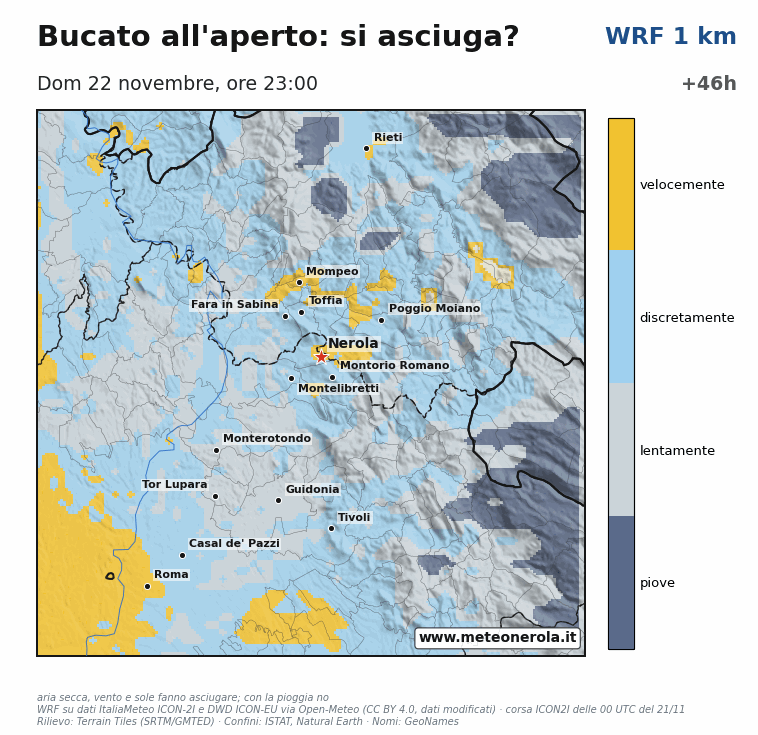 Bucato all'aperto: si asciuga?
WRF 1 km
Dom 22 novembre, ore 23:00
+46h
Rieti
Mompeo
Fara in Sabina
Toffia
Poggio Moiano
Nerola
Montorio Romano
Montelibretti
Monterotondo
Tor Lupara
Guidonia
Tivoli
Casal de' Pazzi
Roma
www.meteonerola.it
velocemente
discretamente
lentamente
piove
aria secca, vento e sole fanno asciugare; con la pioggia no
WRF su dati ItaliaMeteo ICON-2I e DWD ICON-EU via Open-Meteo (CC BY 4.0, dati modificati) · corsa ICON2I delle 00 UTC del 21/11
Rilievo: Terrain Tiles (SRTM/GMTED) · Confini: ISTAT, Natural Earth · Nomi: GeoNames